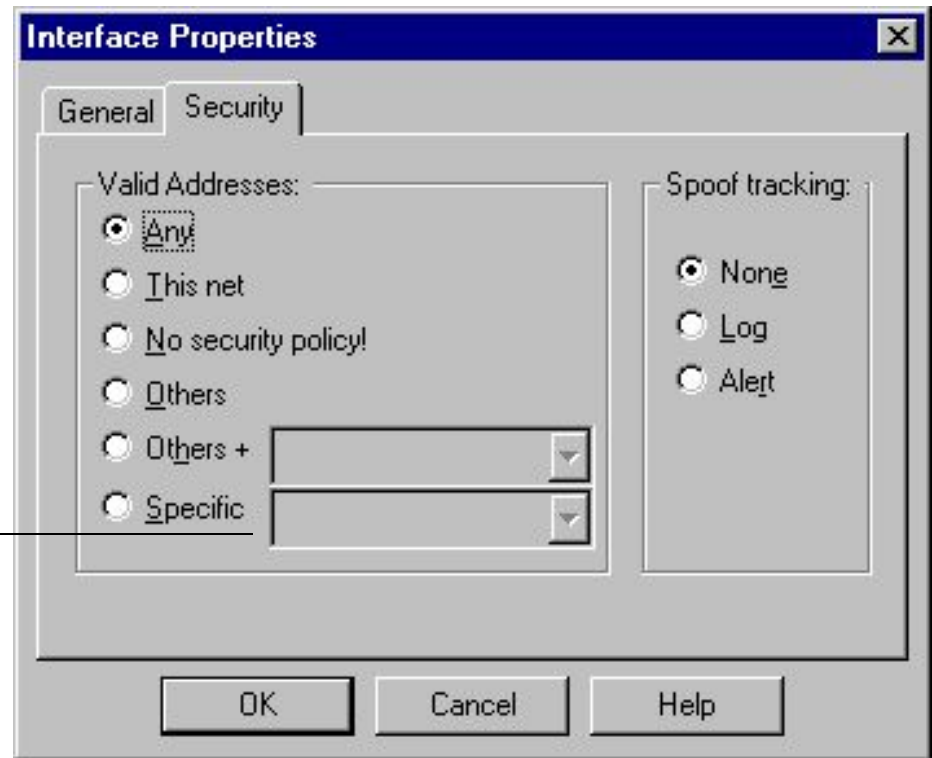 Interface Properties
General
Security
Valid Addresses:
Any
This net
No security policy!
Others
Others +
Specific
Spoof tracking:
None
Log
Alert
OK
Cancel
Help